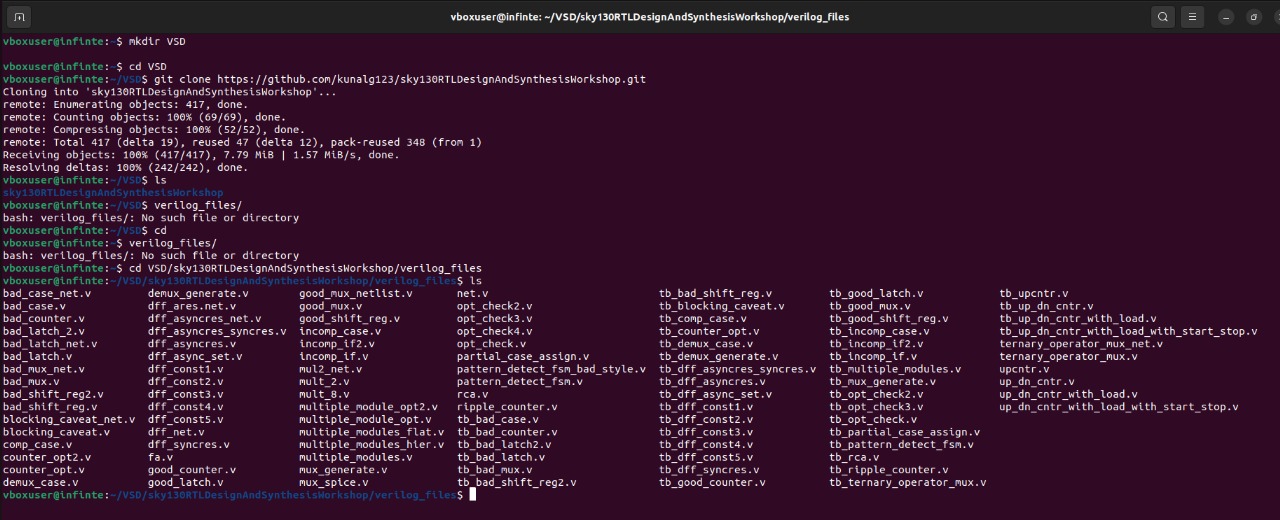 vboxuser@infinte: ~/VSD/sky130RTLDesignAndSynthesisWorkshop/verilog_files
vboxuser@infinte:~$ mkdir VSD
vboxuser@infinte:~$ cd VSD
vboxuser@infinte:~/VSD$ git clone https://github.com/kunalg123/sky130RTLDesignAndSynthesisWorkshop.git
Cloning into 'sky130RTLDesignAndSynthesisWorkshop'...
remote: Enumerating objects: 417, done.
remote: Counting objects: 100% (69/69), done.
remote: Compressing objects: 100% (52/52), done.
remote: Total 417 (delta 19), reused 47 (delta 12), pack-reused 348 (from 1)
Receiving objects: 100% (417/417), 7.79 MiB | 1.57 MiB/s, done.
Resolving deltas: 100% (242/242), done.
vboxuser@infinte:~/VSD$ ls
sky130RTLDesignAndSynthesisWorkshop
vboxuser@infinte:~/VSD$ verilog_files/
bash: verilog_files/: No such file or directory
vboxuser@infinte:~/VSD$ cd
vboxuser@infinte:~$ verilog_files/
bash: verilog_files/: No such file or directory
vboxuser@infinte:~$ cd VSD/sky130RTLDesignAndSynthesisWorkshop/verilog_files
vboxuser@infinte:~/VSD/sky130RTLDesignAndSynthesisWorkshop/verilog_files$ ls
bad_case_net.v demux_generate.v good_mux_netlist.v net.v tb_bad_shift_reg.v tb_good_latch.v tb_upcntr.v
bad_case.v dff_ares.net.v good_mux.v opt_check2.v tb_blocking_caveat.v tb_good_mux.v tb_up_dn_cntr.v
bad_counter.v dff_asyncres_net.v good_shift_reg.v opt_check3.v tb_comp_case.v tb_good_shift_reg.v tb_up_dn_cntr_with_load.v
bad_latch_2.v dff_asyncres_syncres.v incomp_case.v opt_check4.v tb_counter_opt.v tb_incomp_case.v tb_up_dn_cntr_with_load_with_start_stop.v
bad_latch_net.v dff_asyncres.v incomp_if2.v opt_check.v tb_demux_case.v tb_incomp_if2.v ternary_operator_mux_net.v
bad_latch.v dff_async_set.v incomp_if.v partial_case_assign.v tb_demux_generate.v tb_incomp_if.v ternary_operator_mux.v
bad_mux_net.v dff_const1.v mul2_net.v pattern_detect_fsm_bad_style.v tb_dff_asyncres_syncres.v tb_multiple_modules.v upcntr.v
bad_mux.v dff_const2.v mult_2.v pattern_detect_fsm.v tb_dff_asyncres.v tb_mux_generate.v up_dn_cntr.v
bad_shift_reg2.v dff_const3.v mult_8.v rca.v tb_dff_async_set.v tb_opt_check2.v up_dn_cntr_with_load.v
bad_shift_reg.v dff_const4.v multiple_module_opt2.v ripple_counter.v tb_dff_const1.v tb_opt_check3.v up_dn_cntr_with_load_with_start_stop.v
blocking_caveat_net.v dff_const5.v multiple_module_opt.v tb_bad_case.v tb_dff_const2.v tb_opt_check.v
blocking_caveat.v dff_net.v multiple_modules_flat.v tb_bad_counter.v tb_dff_const3.v tb_partial_case_assign.v
comp_case.v dff_syncres.v multiple_modules_hier.v tb_bad_latch2.v tb_dff_const4.v tb_pattern_detect_fsm.v
counter_opt2.v fa.v multiple_modules.v tb_bad_latch.v tb_dff_const5.v tb_rca.v
counter_opt.v good_counter.v mux_generate.v tb_bad_mux.v tb_dff_syncres.v tb_ripple_counter.v
demux_case.v good_latch.v mux_spice.v tb_bad_shift_reg2.v tb_good_counter.v tb_ternary_operator_mux.v
vboxuser@infinte:~/VSD/sky130RTLDesignAndSynthesisWorkshop/verilog_files$